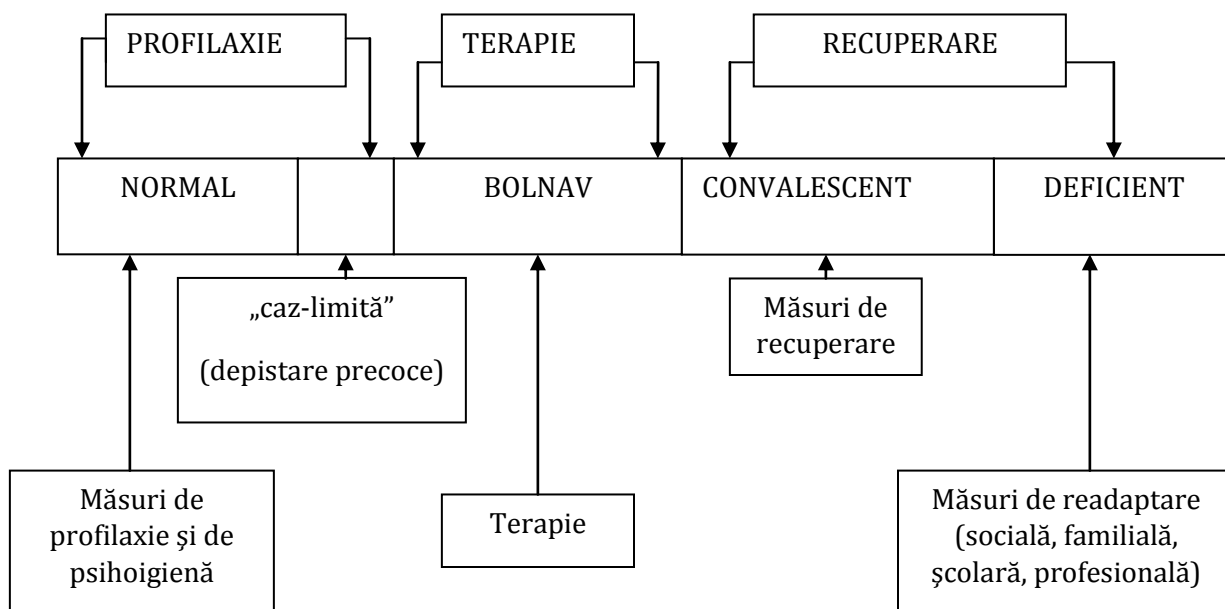 PROFILAXIE
TERAPIE
RECUPERARE
NORMAL
BOLNAV
CONVALESCENT
DEFICIENT
„caz-limită”
(depistare precoce)
Măsuri de
recuperare
Măsuri de
profilaxie şi de
psihoigienă
Terapie
Măsuri de readaptare
(socială, familială,
şcolară, profesională)